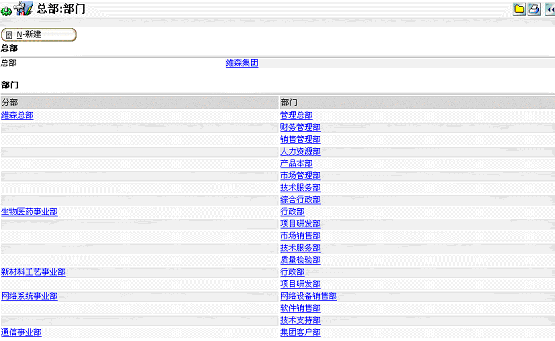 总部:部门
N-新建
总部
总部 维森集团
部门
分部 部门
维森总部 管理总部
财务管理部
销售管理部
人力资源部
产品本部
市场管理部
技术服务部
综合行政部
生物医药事业部 行政部
项目研发部
市场销售部
技术服务部
质量检验部
新材料工艺事业部 行政部
项目研发部
网络系统事业部 网络设备销售部
软件销售部
技术支持部
通信事业部 集团客户部